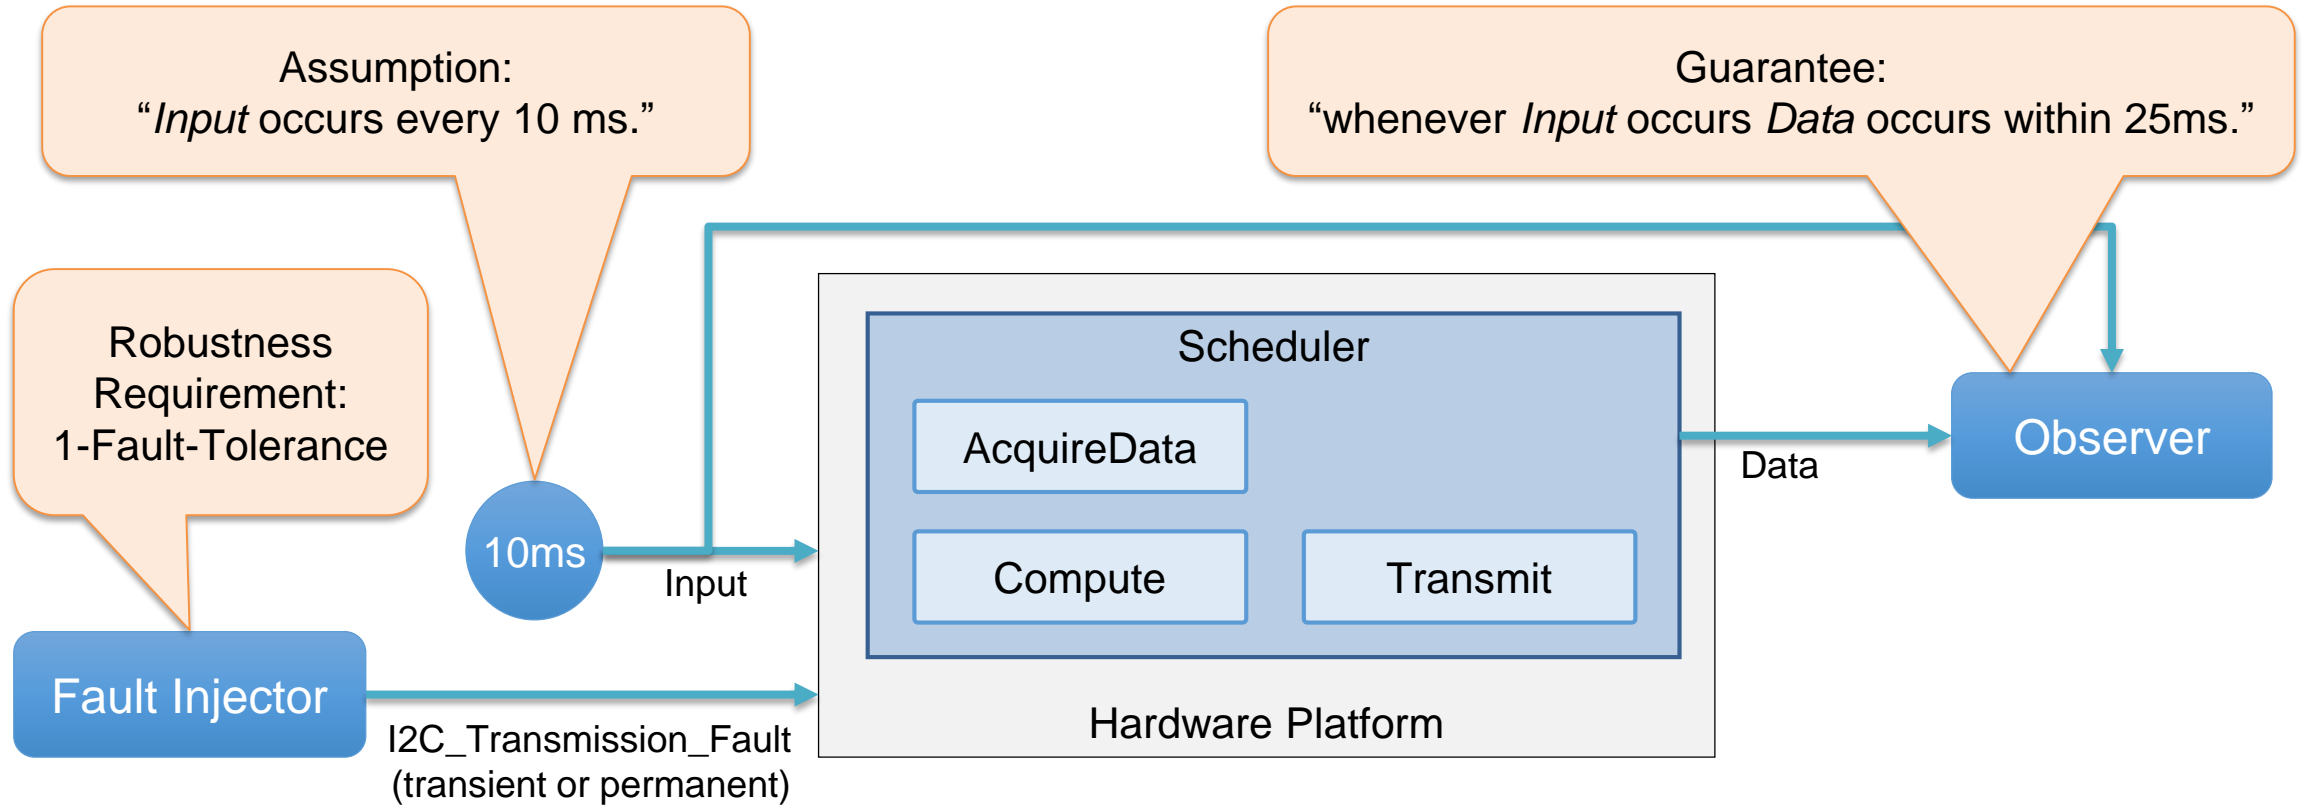 Assumption:
“Input occurs every 10 ms.”
Guarantee:
“whenever Input occurs Data occurs within 25ms.”
Robustness
Requirement:
1-Fault-Tolerance
Scheduler
AcquireData
Compute
Transmit
Hardware Platform
10ms
Input
Data
Observer
Fault Injector
I2C_Transmission_Fault
(transient or permanent)